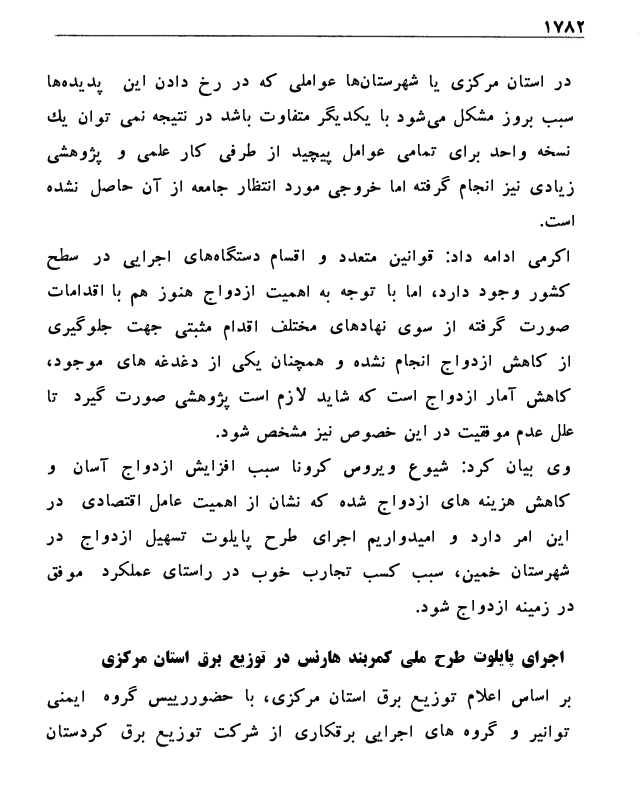 ۱۷۸۲
در استان مرکزی یا شهرستان‌ها عواملی که در رخ دادن این پدیده‌ها
سبب بروز مشکل می‌شود با یکدیگر متفاوت باشد در نتیجه نمی توان یك
نسخه واحد برای تمامی عوامل پیچید از طرفی کار علمی و پژوهشی
زیادی نیز انجام گرفته اما خروجی مورد انتظار جامعه از آن حاصل نشده
است.
اکرمی ادامه داد: قوانین متعدد و اقسام دستگاه‌های اجرایی در سطح
کشور وجود دارد، اما با توجه به اهمیت ازدواج هنوز هم با اقدامات
صورت گرفته از سوی نهادهای مختلف اقدام مثبتی جهت جلوگیری
از کاهش ازدواج انجام نشده و همچنان یکی از دغدغه های موجود،
کاهش آمار ازدواج است که شاید لازم است پژوهشی صورت گیرد تا
علل عدم موفقیت در این خصوص نیز مشخص شود.
وی بیان کرد: شیوع ویروس کرونا سبب افزایش ازدواج آسان و
کاهش هزینه های ازدواج شده که نشان از اهمیت عامل اقتصادی در
این امر دارد و امیدواریم اجرای طرح پایلوت تسهیل ازدواج در
شهرستان خمین، سبب کسب تجارب خوب در راستای عملکرد موفق
در زمینه ازدواج شود.
اجرای پایلوت طرح ملی کمربند هارنس در توزیع برق استان مرکزی
بر اساس اعلام توزیع برق استان مرکزی، با حضوررییس گروه ایمنی
توانیر و گروه های اجرایی برقکاری از شرکت توزیع برق کردستان